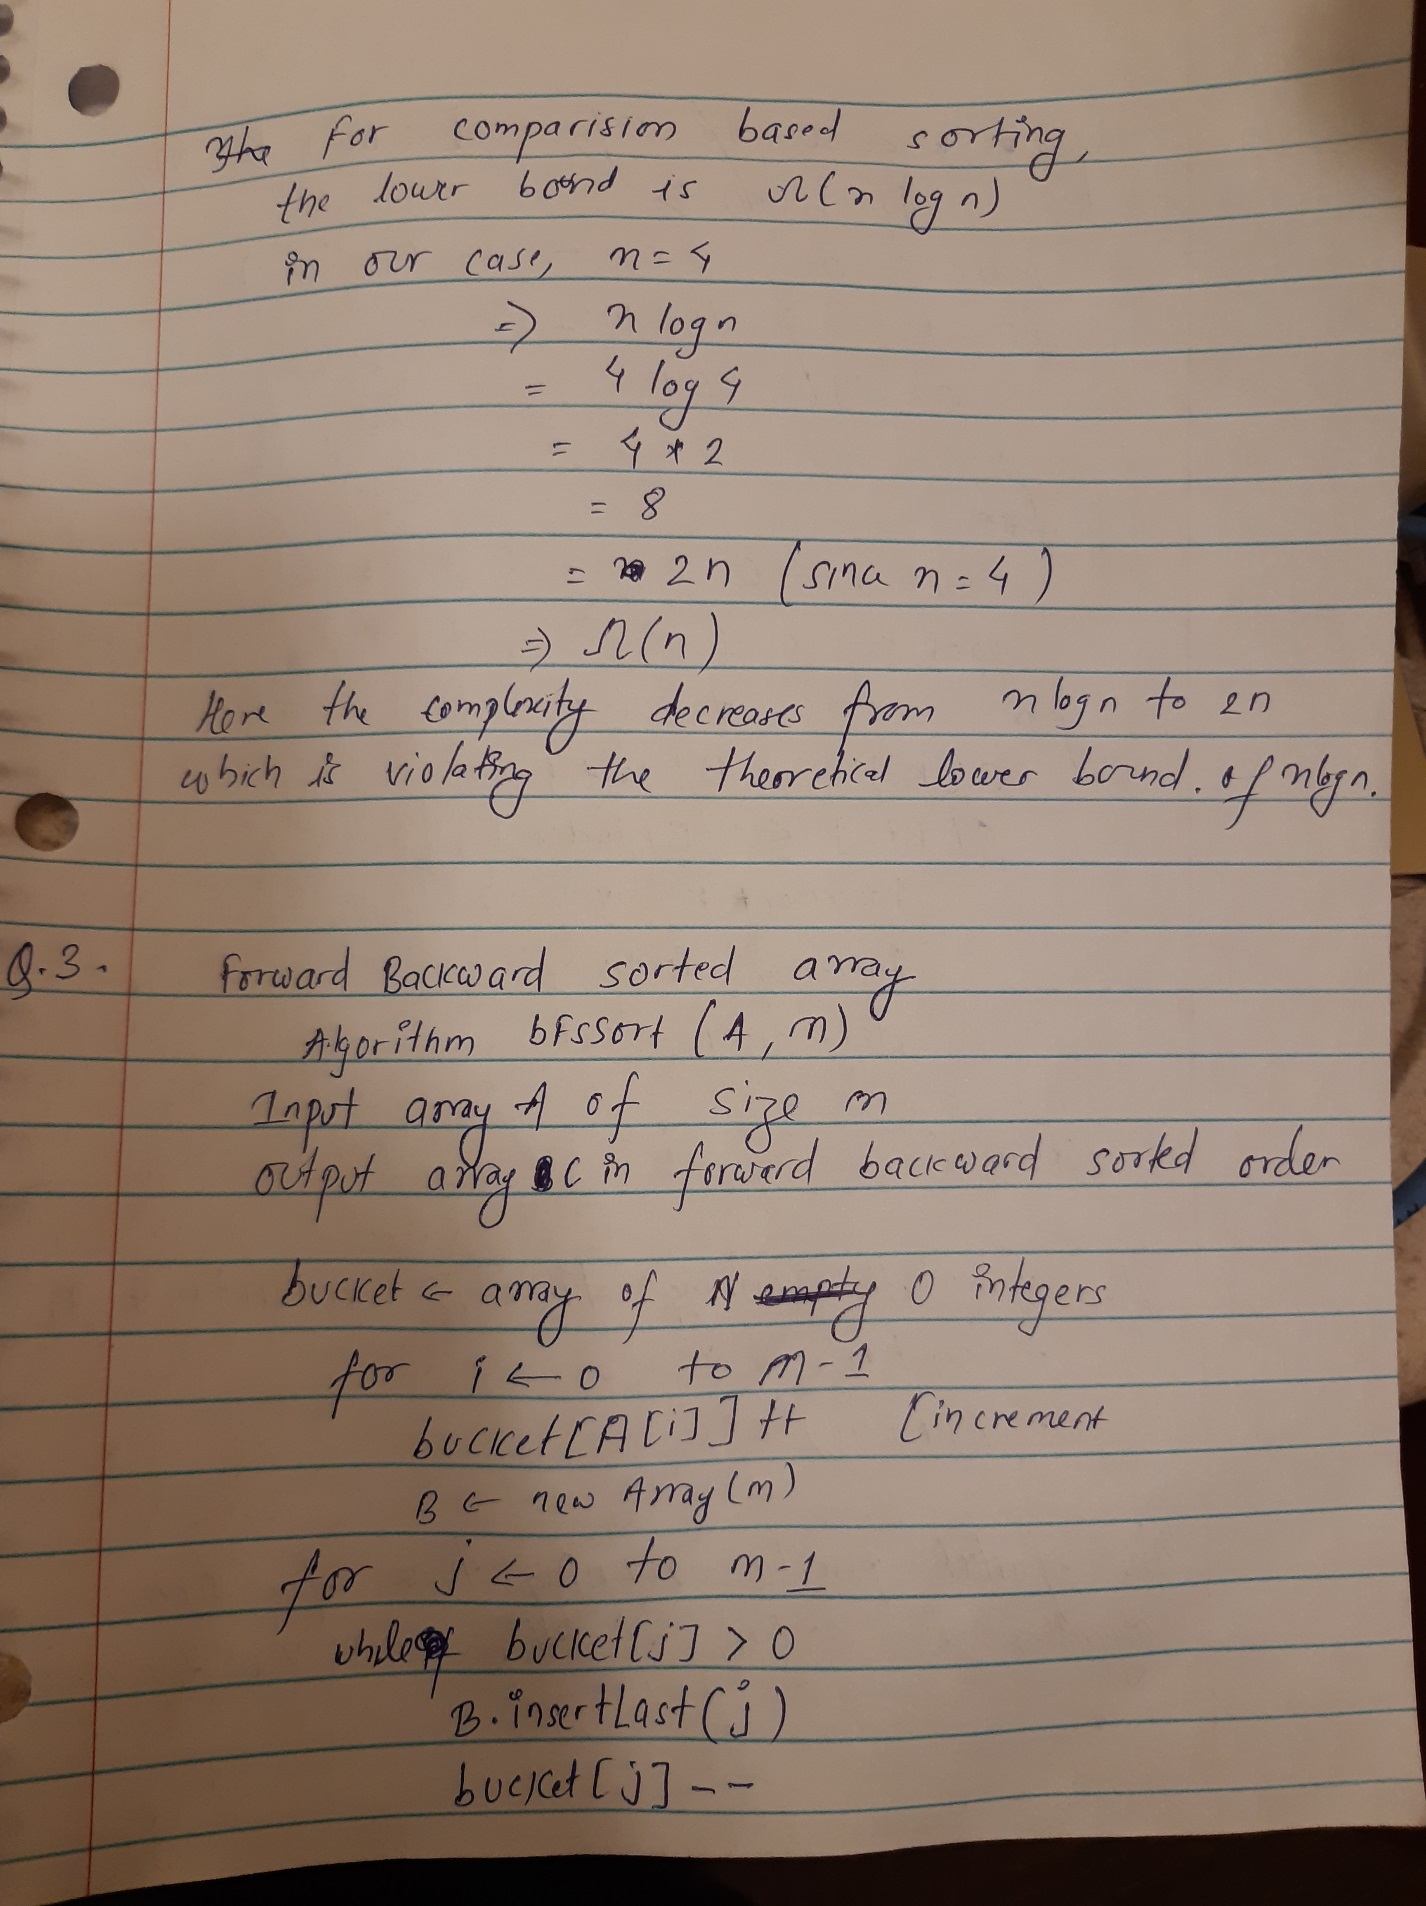 For comparision based sorting,
the lower bound is Ω(n log n)
in our case, n = 4
=> n log n
= 4 log 4
= 4 * 2
= 8
= 2n (since n = 4)
=> Ω(n)
Here the complexity decreases from n log n to 2n
which is violating the theoretical lower bound. of nlogn.
Q.3. Forward Backward sorted array
Algorithm bFSSort (A, n)
Input array A of size n
output array C in forward backward sorted order
bucket ← array of N empty 0 integers
for i ← 0 to n-1
bucket[A[i]]++ [increment
B ← new Array(n)
for j ← 0 to n-1
while bucket[j] > 0
B.insertLast(j)
bucket[j]--